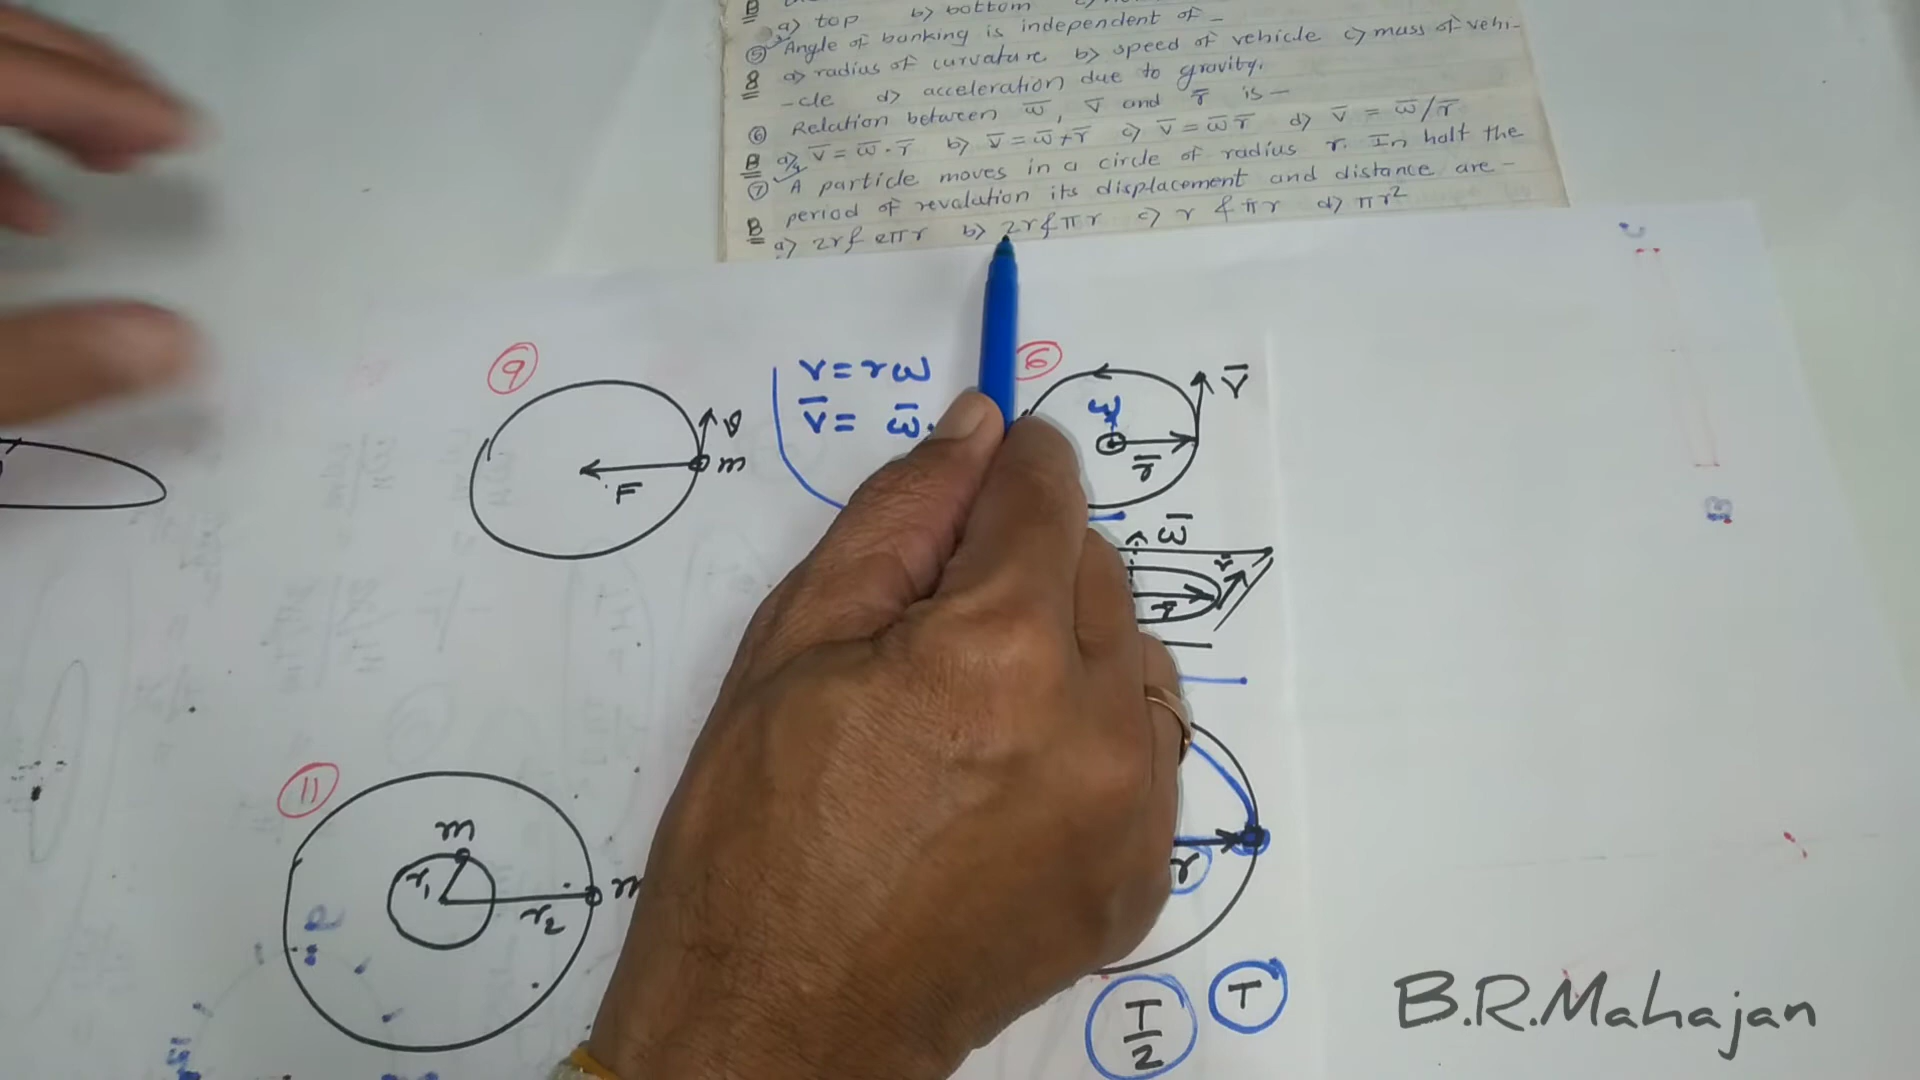 B
a> top b> bottom
⑤ Angle of banking is independent of _
8 a> radius of curvature b> speed of vehicle c> mass of vehi-
-cle d> acceleration due to gravity.
⑥ Relation between ω̅, v̅ and r̅ is —
B a> v̅ = ω̅ · r̅ b> v̅ = ω̅ + r̅ c> v̅ = ω̅ r̅ d> v̅ = ω̅/r̅
⑦ A particle moves in a circle of radius r. In half the
period of revalution its displacement and distance are —
B a> 2r & 2πr b> 2r & πr c> r & πr d> πr²
⑨
v = rω
v̅ = ω̅.
⑥
v̅
ω
r̅
m
F
ω̅
r̅
⑪
m
r₁
r₂
m
r
T/2
T
B.R.Mahajan